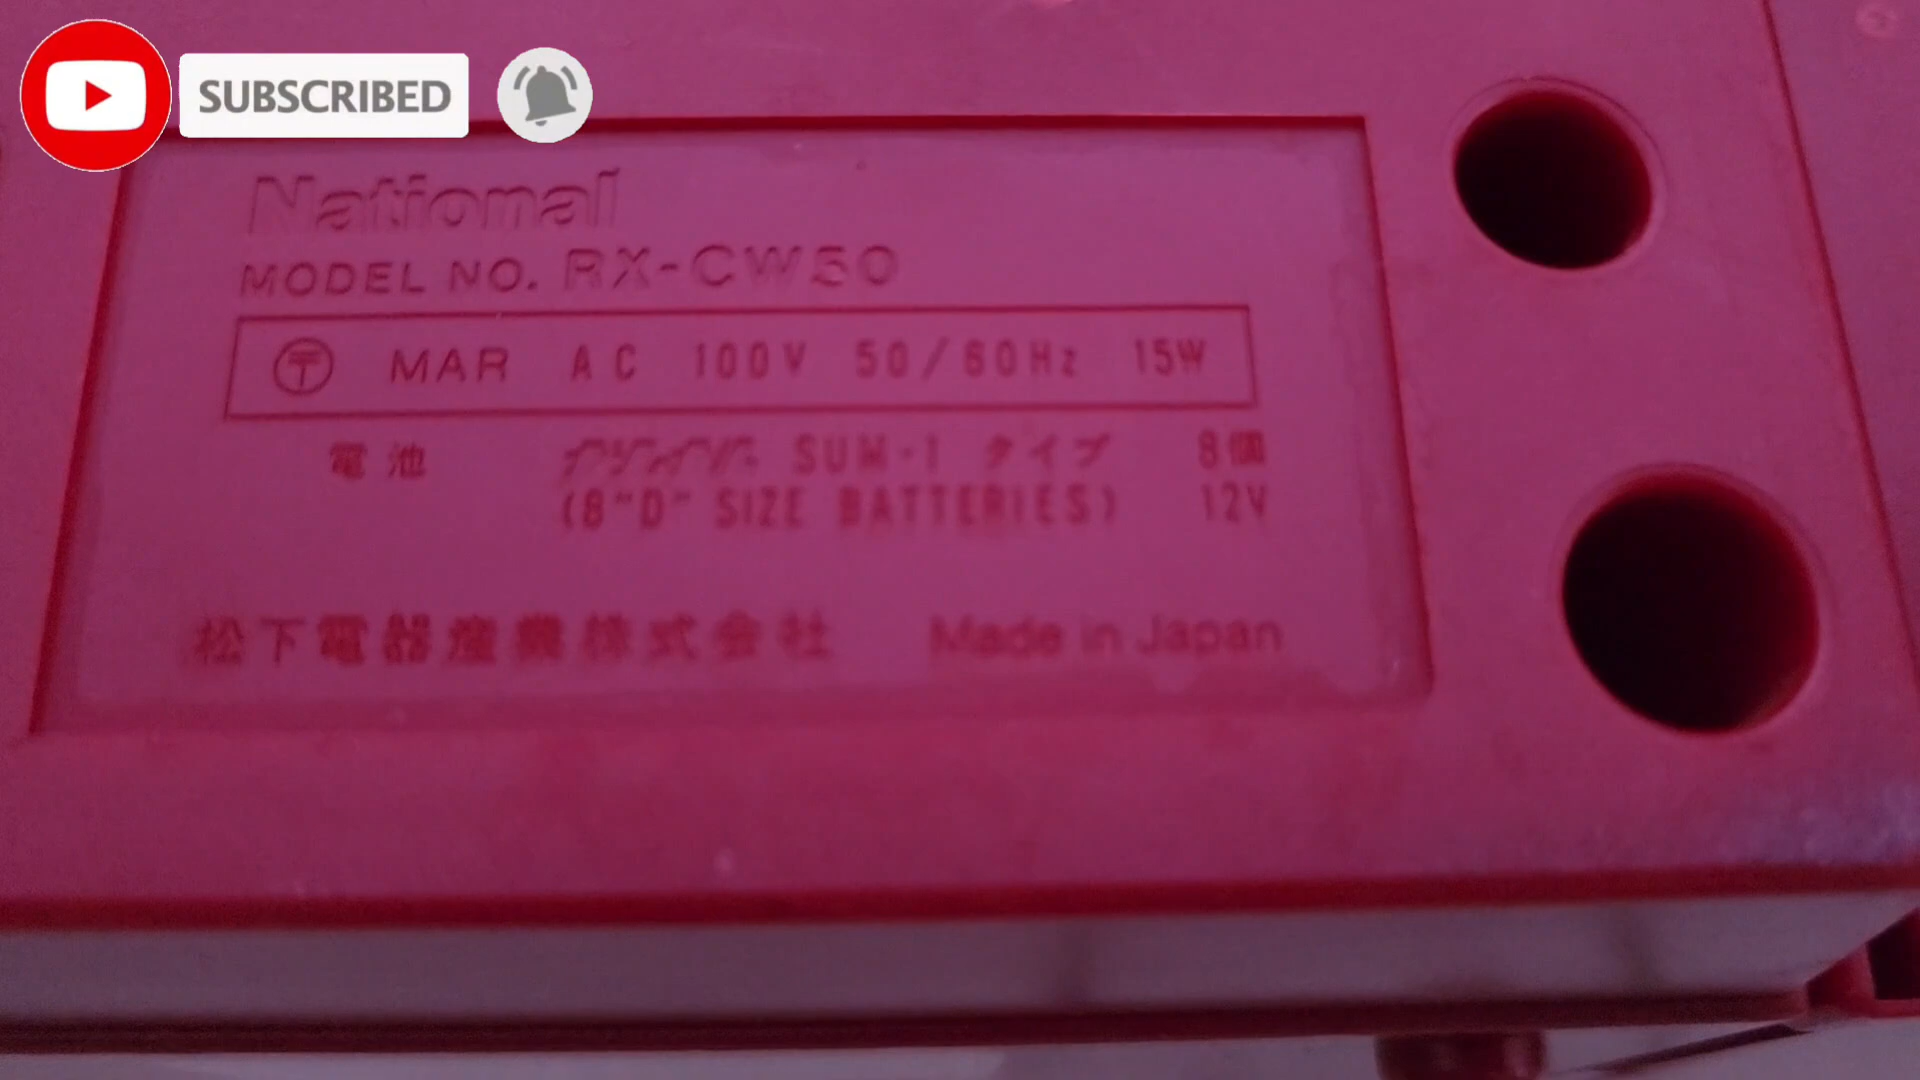 SUBSCRIBED
National
MODEL NO. RX-CW50
〒 MAR AC 100V 50/60Hz 15W
電池 ナショナル SUM-1 タイプ 8個
(8"D" SIZE BATTERIES) 12V
松下電器産業株式会社 Made in Japan